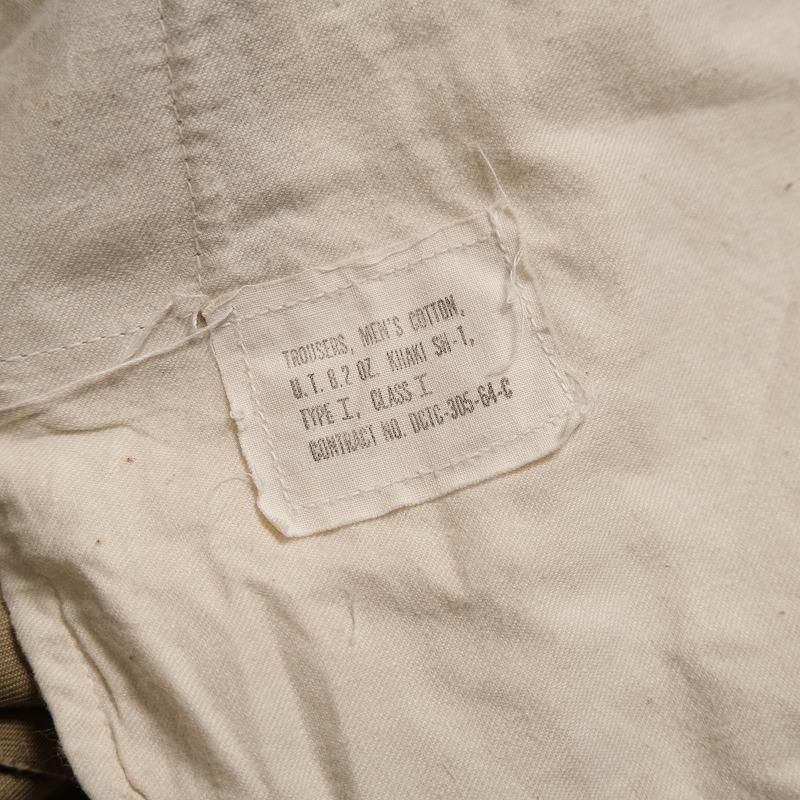 TROUSERS, MEN'S COTTON,
U.T. 8.2 OZ. KHAKI SH-1,
TYPE I, CLASS I
CONTRACT NO. DCTC-305-64-C